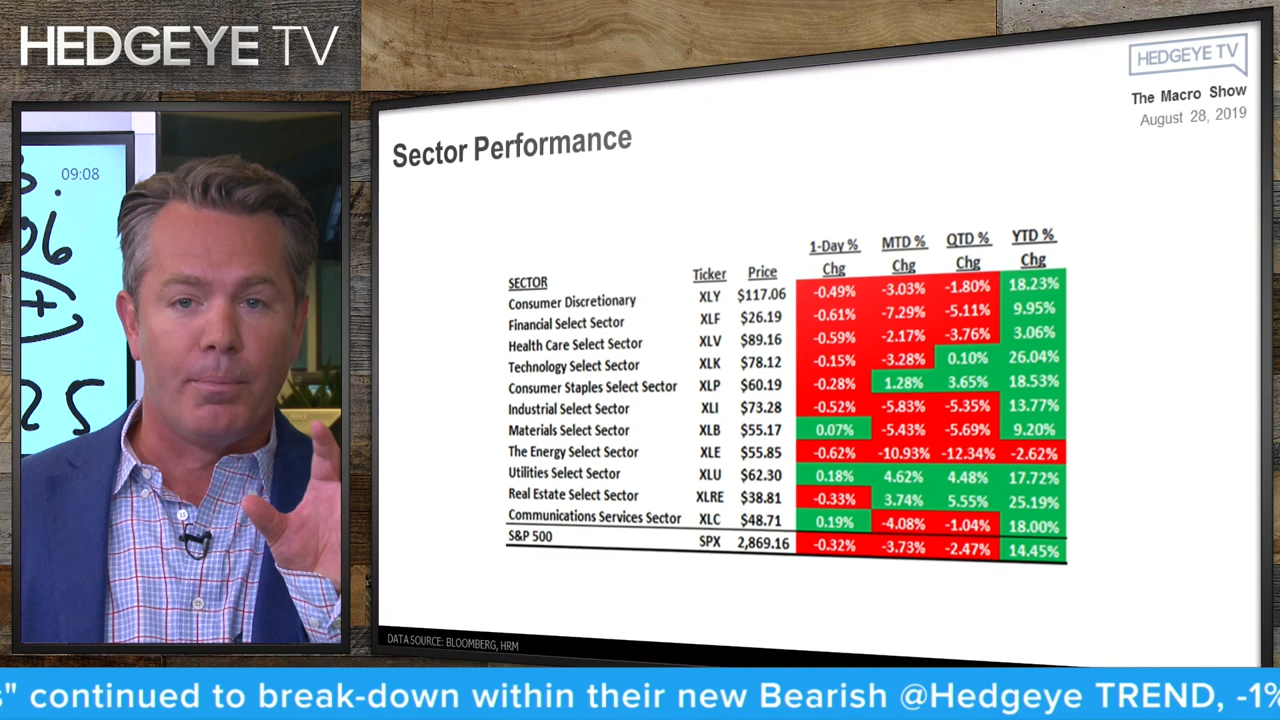 HEDGEYE TV
HEDGEYE TV
The Macro Show
August 28, 2019
09:08
06
25
Sector Performance
SECTOR Ticker Price 1-Day % Chg MTD % Chg QTD % Chg YTD % Chg
Consumer Discretionary XLY $117.06 -0.49% -3.03% -1.80% 18.23%
Financial Select Sector XLF $26.19 -0.61% -7.29% -5.11% 9.95%
Health Care Select Sector XLV $89.16 -0.59% -2.17% -3.76% 3.06%
Technology Select Sector XLK $78.12 -0.15% -3.28% 0.10% 26.04%
Consumer Staples Select Sector XLP $60.19 -0.28% 1.28% 3.65% 18.53%
Industrial Select Sector XLI $73.28 -0.52% -5.83% -5.35% 13.77%
Materials Select Sector XLB $55.17 0.07% -5.43% -5.69% 9.20%
The Energy Select Sector XLE $55.85 -0.62% -10.93% -12.34% -2.62%
Utilities Select Sector XLU $62.30 0.18% 4.62% 4.48% 17.72%
Real Estate Select Sector XLRE $38.81 -0.33% 3.74% 5.55% 25.19%
Communications Services Sector XLC $48.71 0.19% -4.08% -1.04% 18.00%
S&P 500 SPX 2,869.16 -0.32% -3.73% -2.47% 14.45%
DATA SOURCE: BLOOMBERG, HRM
s" continued to break-down within their new Bearish @Hedgeye TREND, -1%